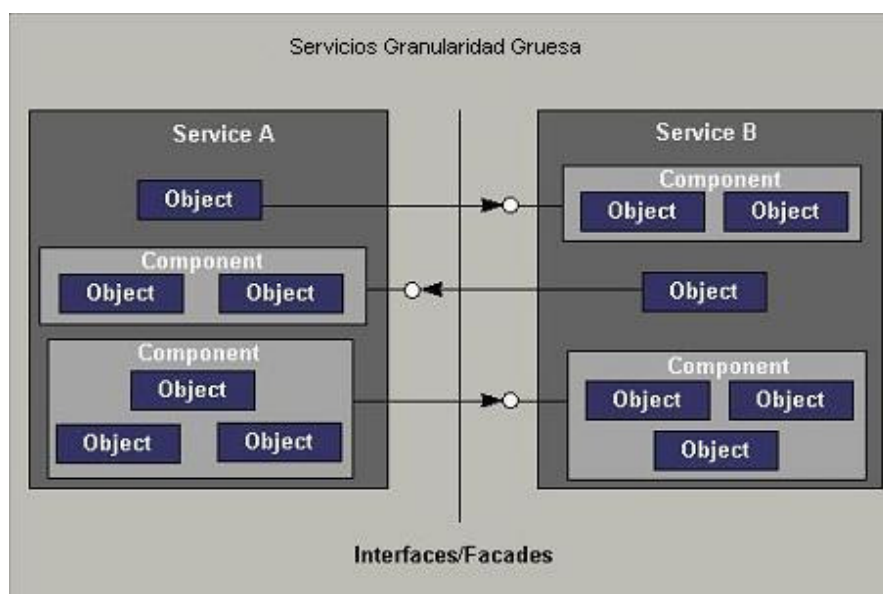 Servicios Granularidad Gruesa
Service A
Object
Component
Object Object
Component
Object
Object Object
Service B
Component
Object Object
Object
Component
Object Object
Object
Interfaces/Facades